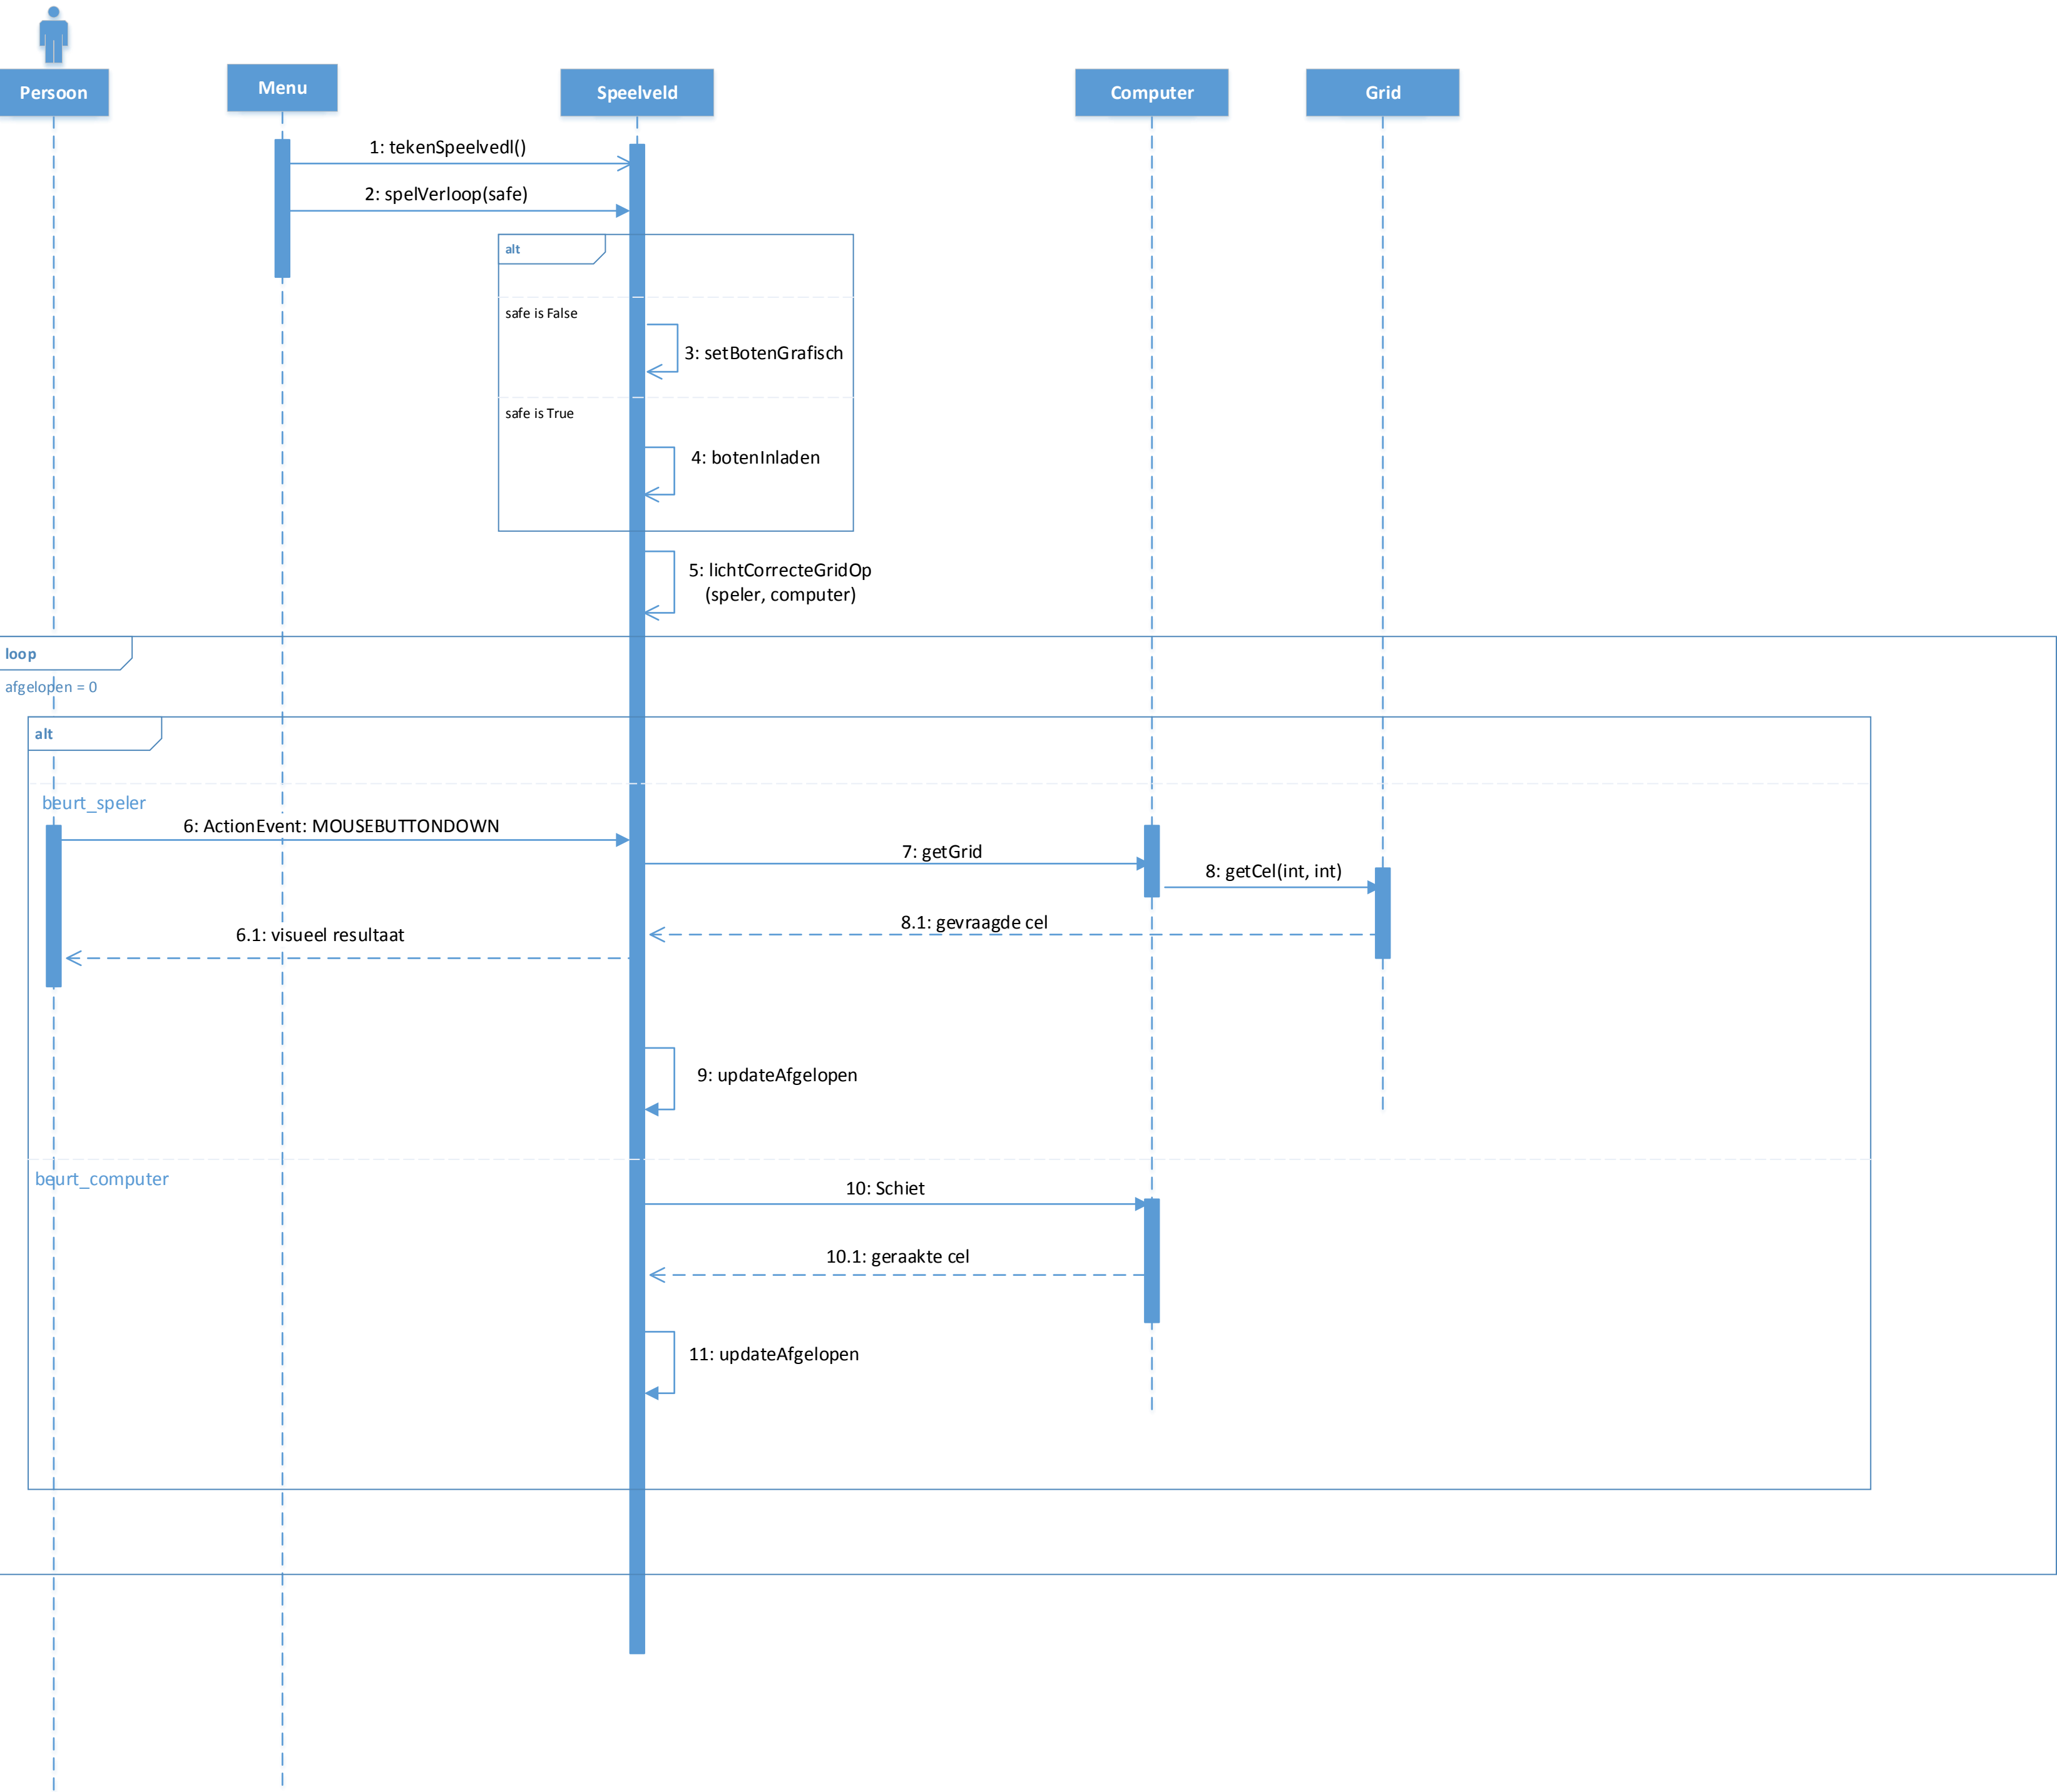 Persoon
Menu
Speelveld
Computer
Grid
1: tekenSpeelvedl()
2: spelVerloop(safe)
alt
safe is False
3: setBotenGrafisch
safe is True
4: botenInladen
5: lichtCorrecteGridOp
(speler, computer)
loop
afgelopen = 0
alt
beurt_speler
6: ActionEvent: MOUSEBUTTONDOWN
7: getGrid
8: getCel(int, int)
8.1: gevraagde cel
6.1: visueel resultaat
9: updateAfgelopen
beurt_computer
10: Schiet
10.1: geraakte cel
11: updateAfgelopen